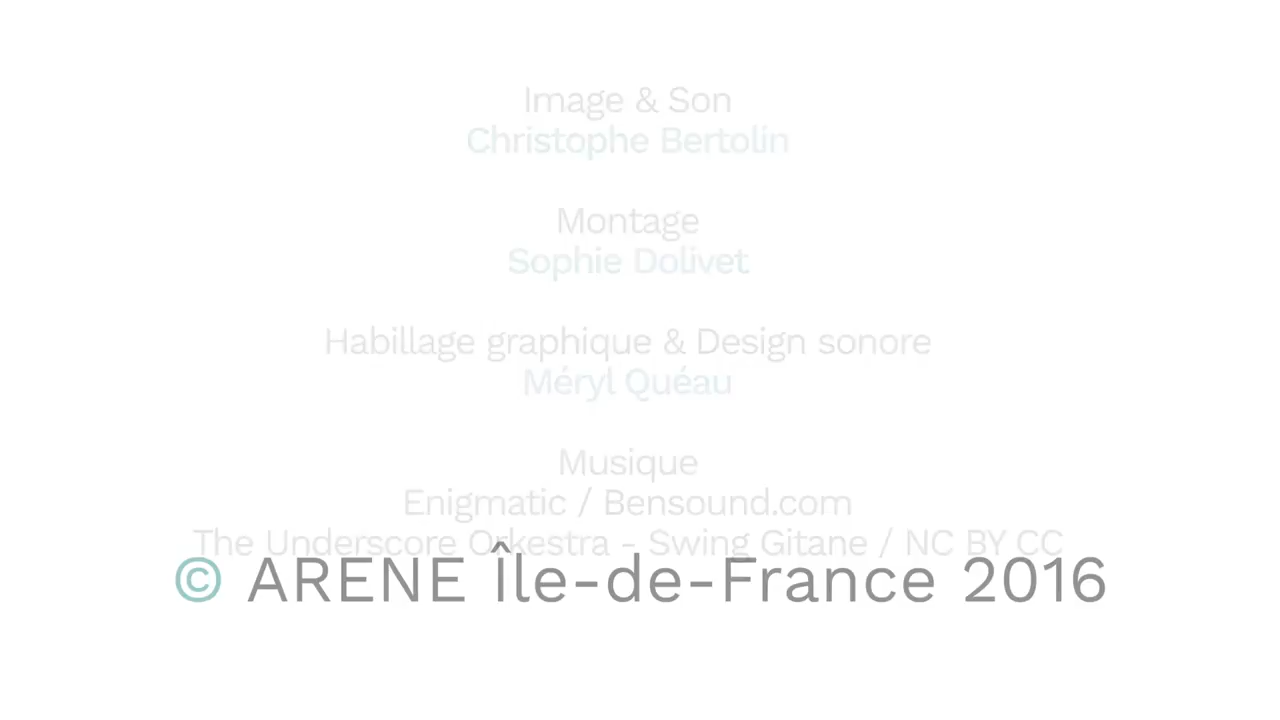 Image & Son
Christophe Bertolin
Montage
Sophie Dolivet
Habillage graphique & Design sonore
Méryl Quéau
Musique
Enigmatic / Bensound.com
The Underscore Orkestra - Swing Gitane / NC BY CC
© ARENE Île-de-France 2016